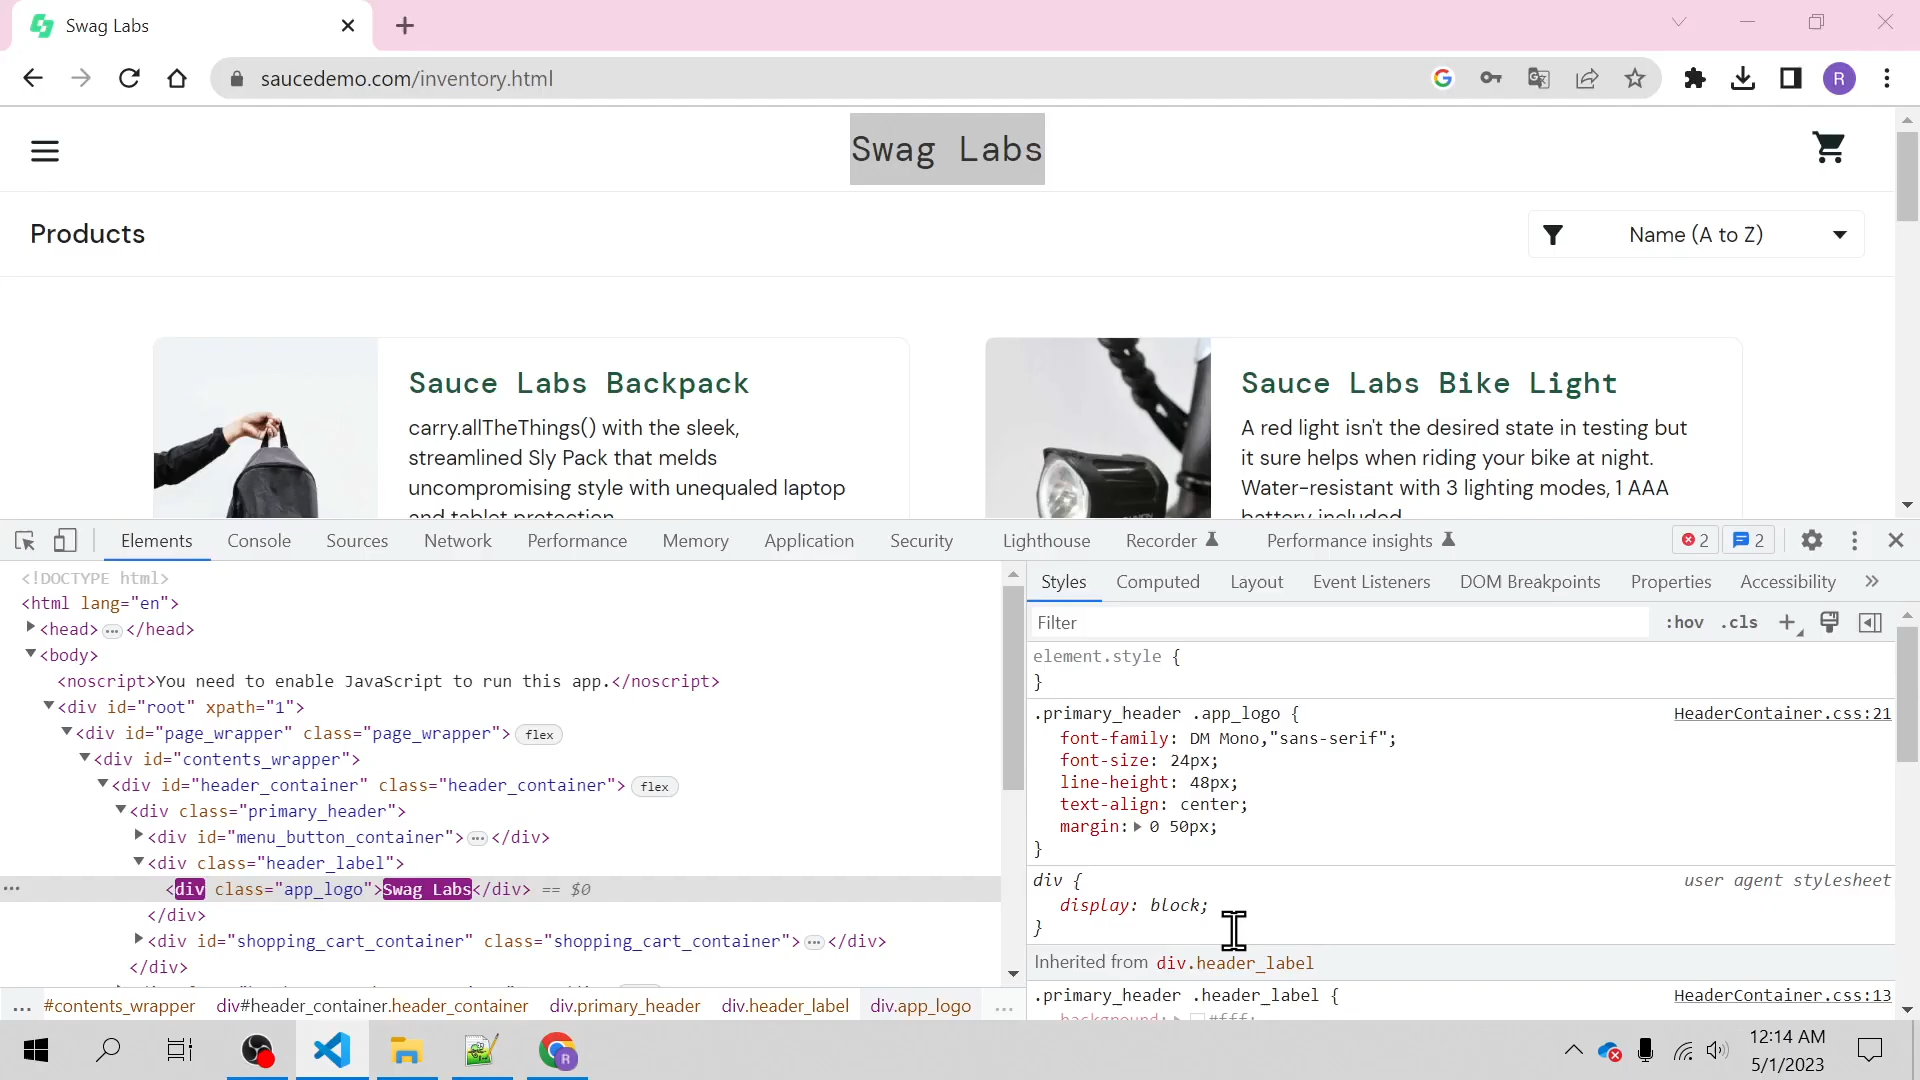 Swag Labs
saucedemo.com/inventory.html
R
Swag Labs
Products
Name (A to Z)
Sauce Labs Backpack
carry.allTheThings() with the sleek,
streamlined Sly Pack that melds
uncompromising style with unequaled laptop
and tablet protection.
Sauce Labs Bike Light
A red light isn't the desired state in testing but
it sure helps when riding your bike at night.
Water-resistant with 3 lighting modes, 1 AAA
battery included.
Elements Console Sources Network Performance Memory Application Security Lighthouse Recorder Performance insights 2 2
<!DOCTYPE html>
<html lang="en">
<head>…</head>
<body>
<noscript>You need to enable JavaScript to run this app.</noscript>
<div id="root" xpath="1">
<div id="page_wrapper" class="page_wrapper"> flex
<div id="contents_wrapper">
<div id="header_container" class="header_container"> flex
<div class="primary_header">
<div id="menu_button_container">…</div>
<div class="header_label">
… <div class="app_logo">Swag Labs</div> == $0
</div>
<div id="shopping_cart_container" class="shopping_cart_container">…</div>
</div>
… #contents_wrapper div#header_container.header_container div.primary_header div.header_label div.app_logo …
Styles Computed Layout Event Listeners DOM Breakpoints Properties Accessibility »
Filter :hov .cls +
element.style {
}
.primary_header .app_logo { HeaderContainer.css:21
font-family: DM Mono,"sans-serif";
font-size: 24px;
line-height: 48px;
text-align: center;
margin: 0 50px;
}
div { user agent stylesheet
display: block;
}
Inherited from div.header_label
.primary_header .header_label { HeaderContainer.css:13
background: #fff;
R
12:14 AM
5/1/2023